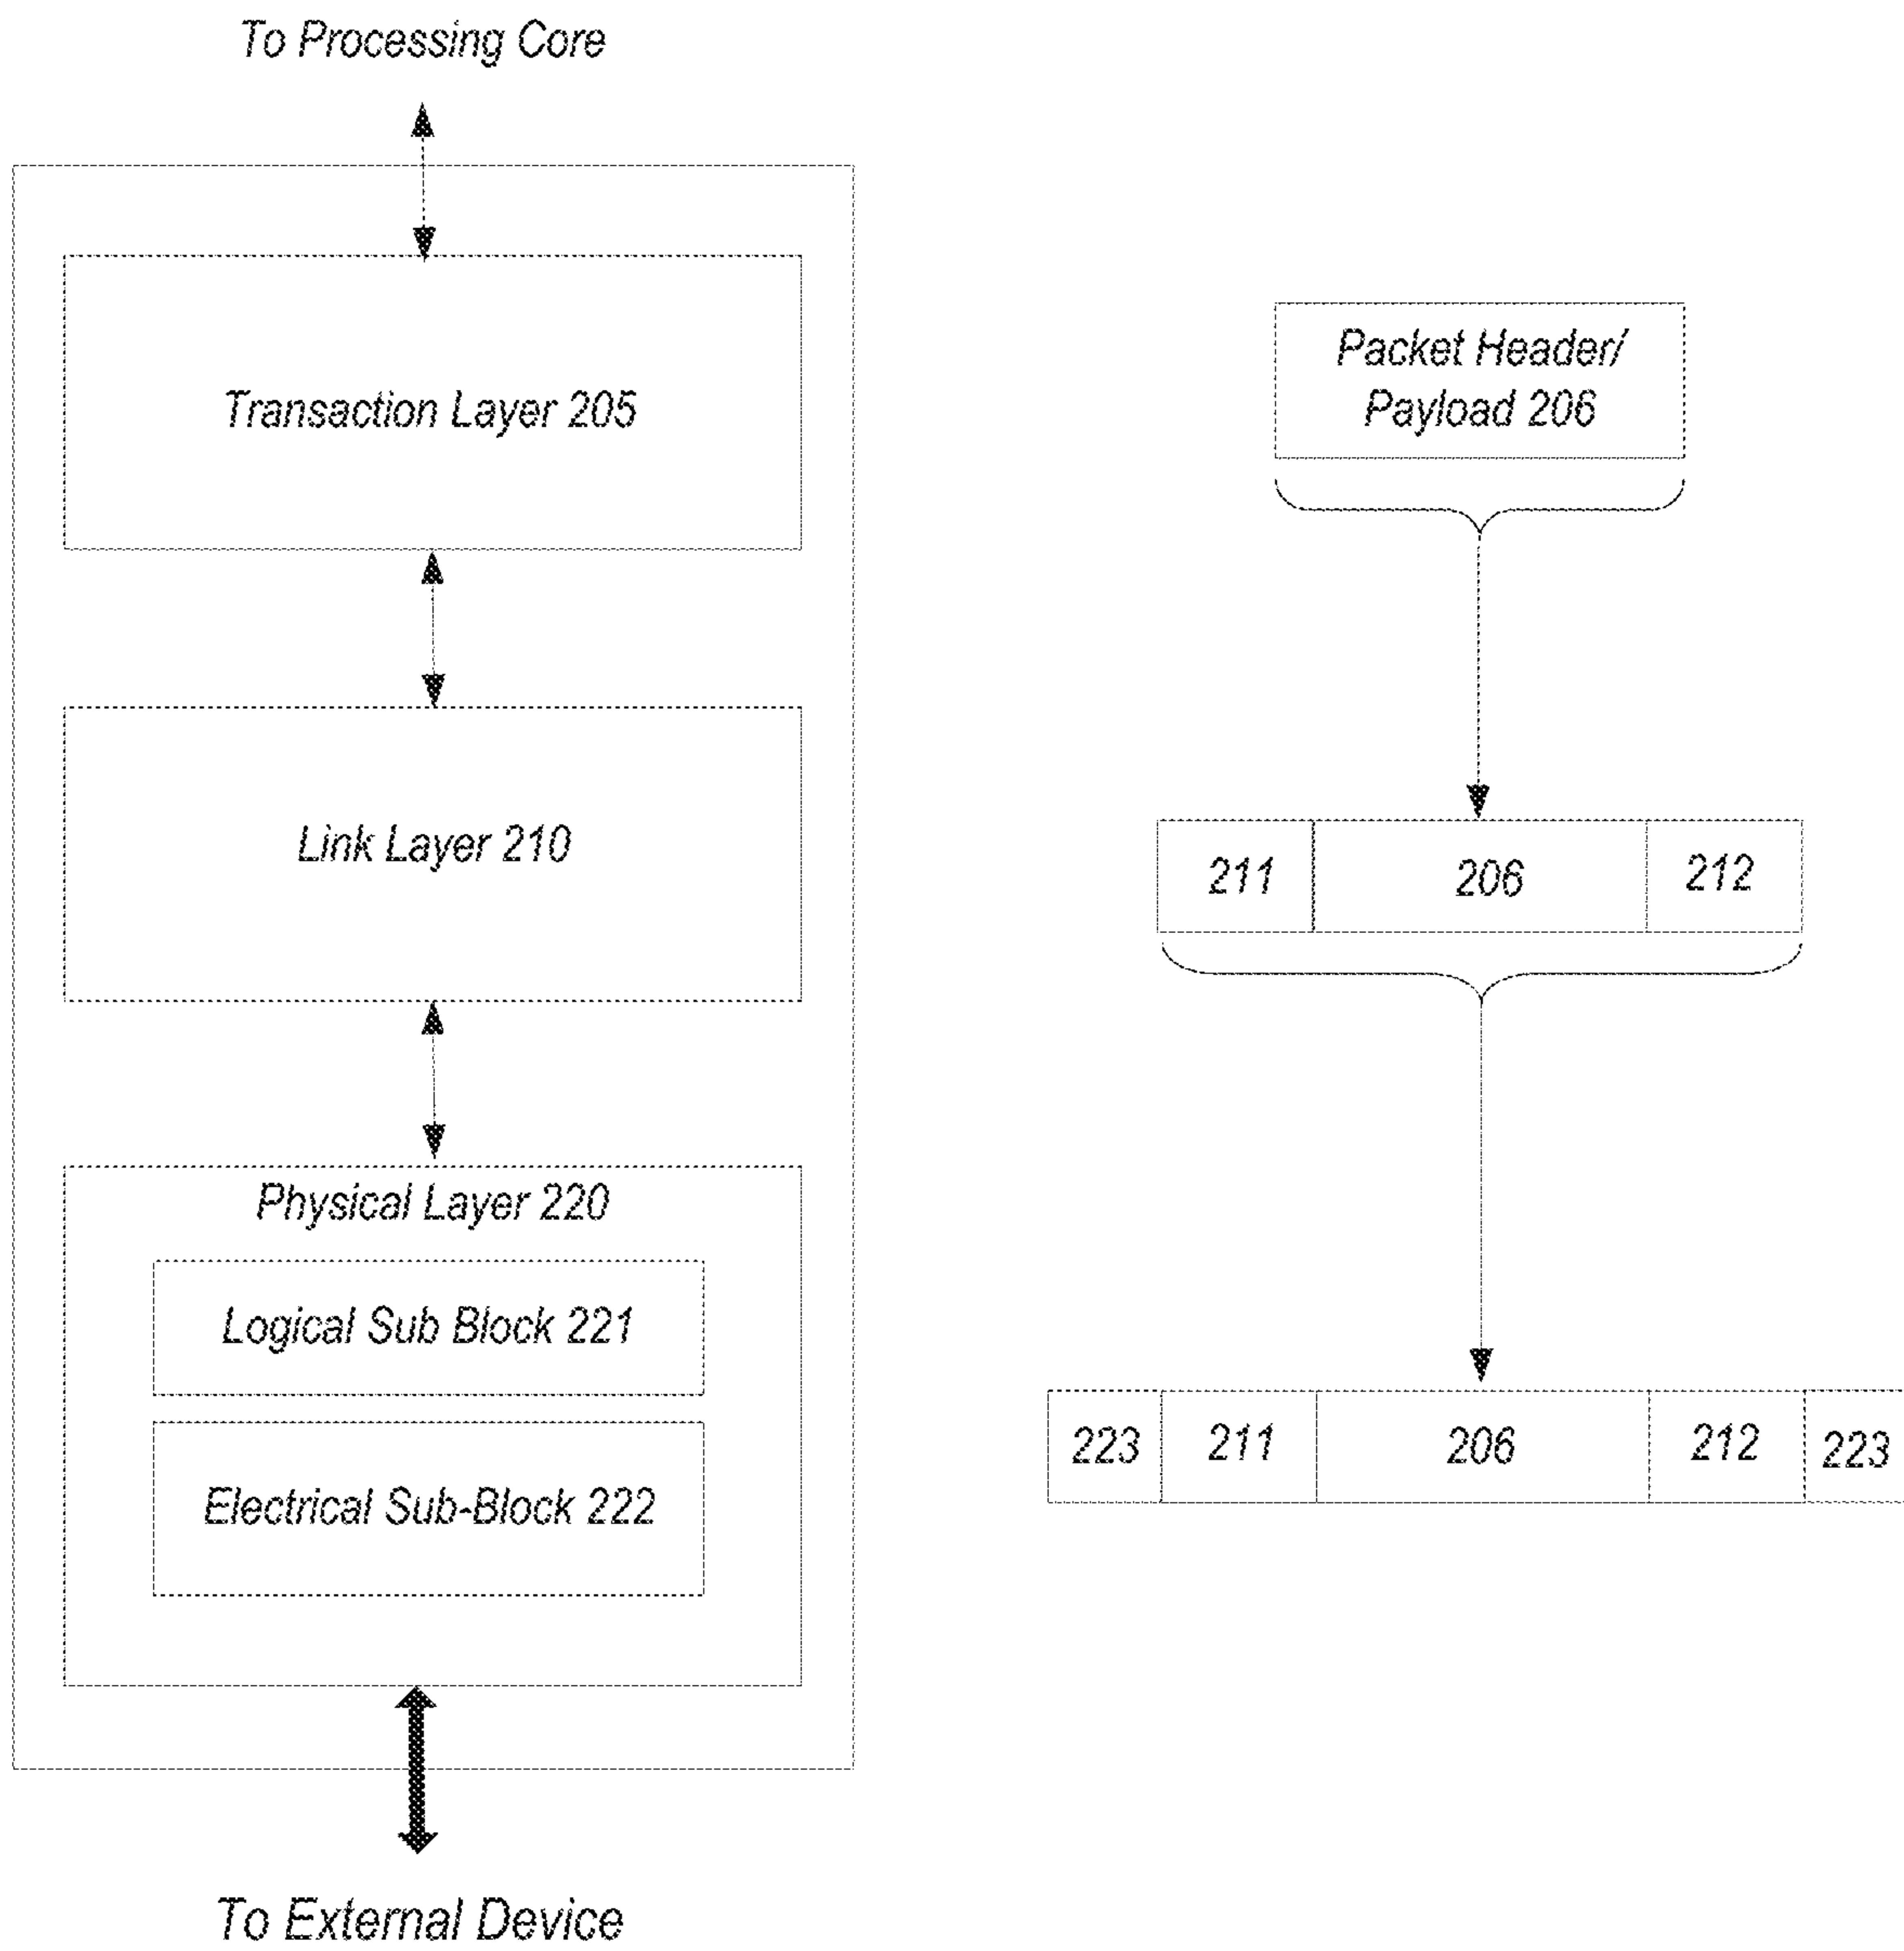 To Processing Core
Transaction Layer 205
Link Layer 210
Physical Layer 220
Logical Sub Block 221
Electrical Sub-Block 222
To External Device
Packet Header/
Payload 206
211 206 212
223 211 206 212 223